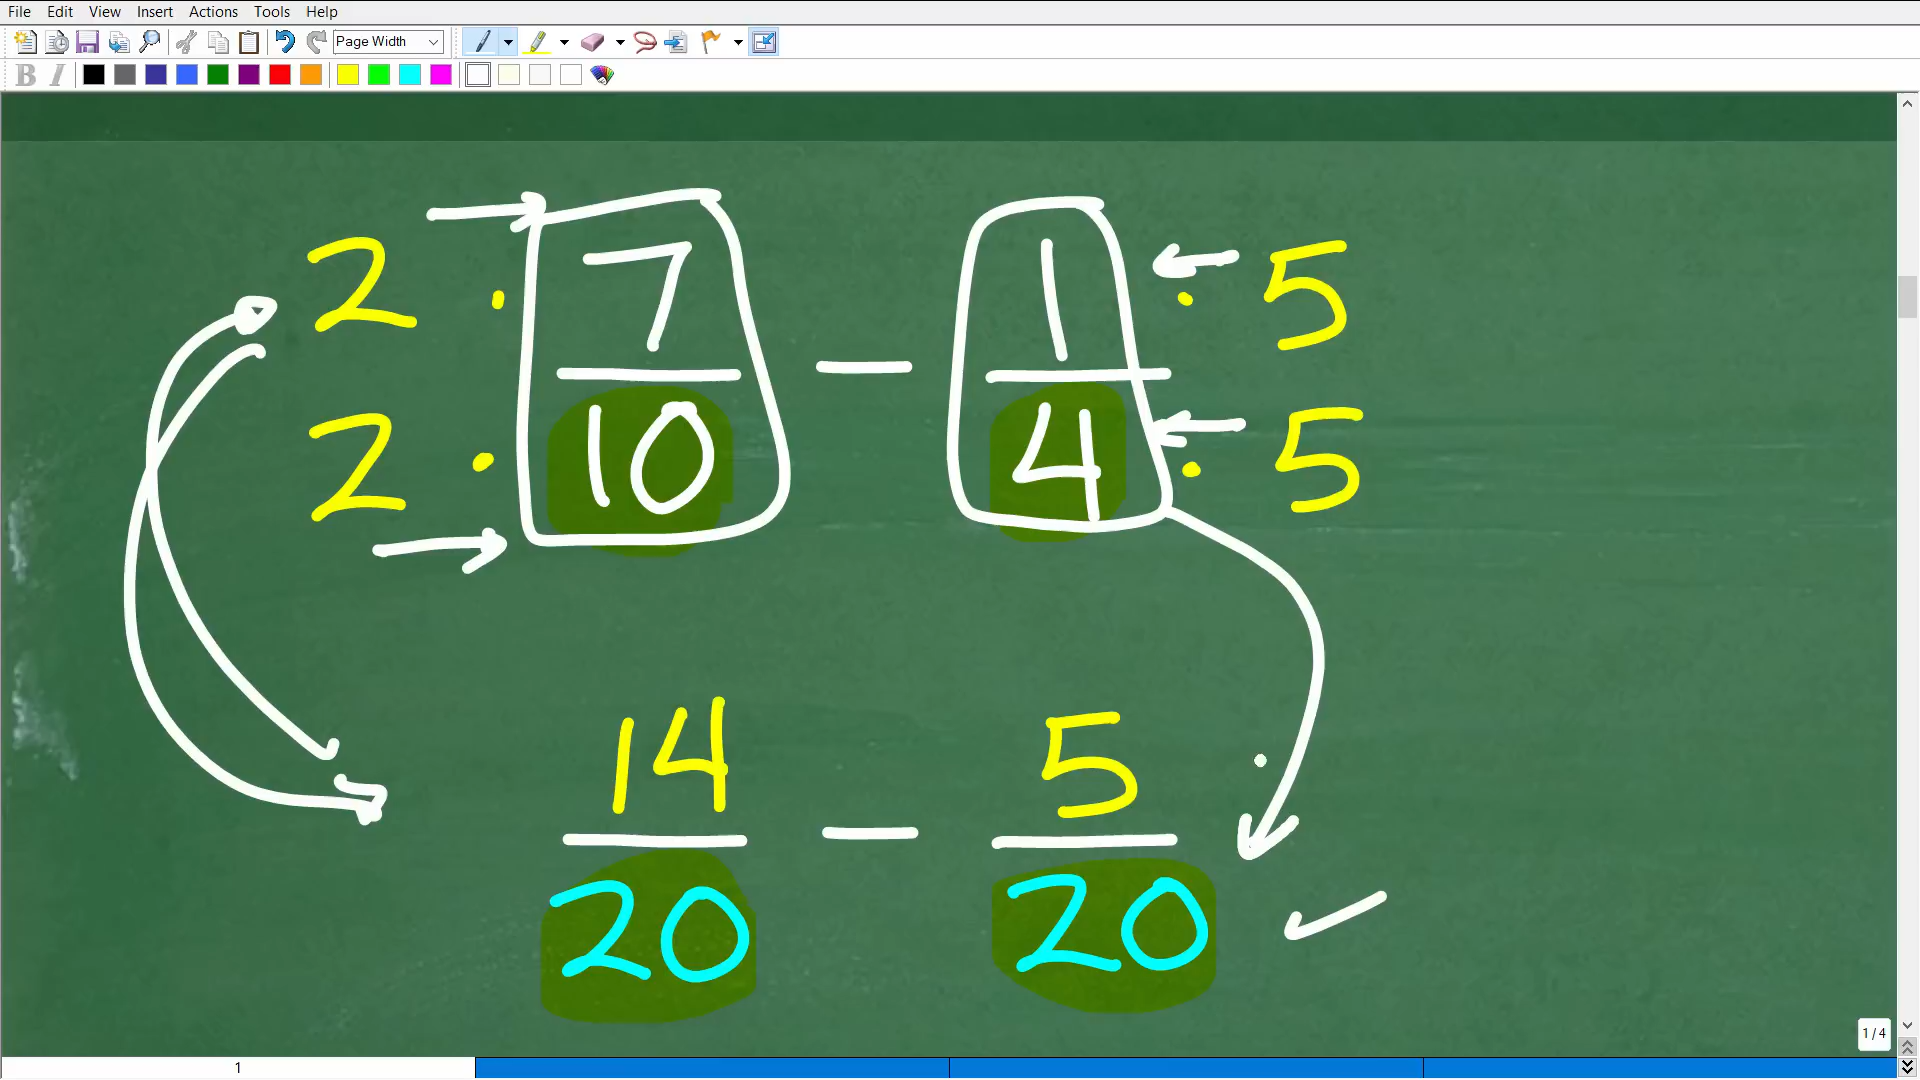 File Edit View Insert Actions Tools Help
Page Width
B I
2 · 7 1 · 5
— − —
2 · 10 4 · 5
14 5
— − —
20 20
1 / 4
1